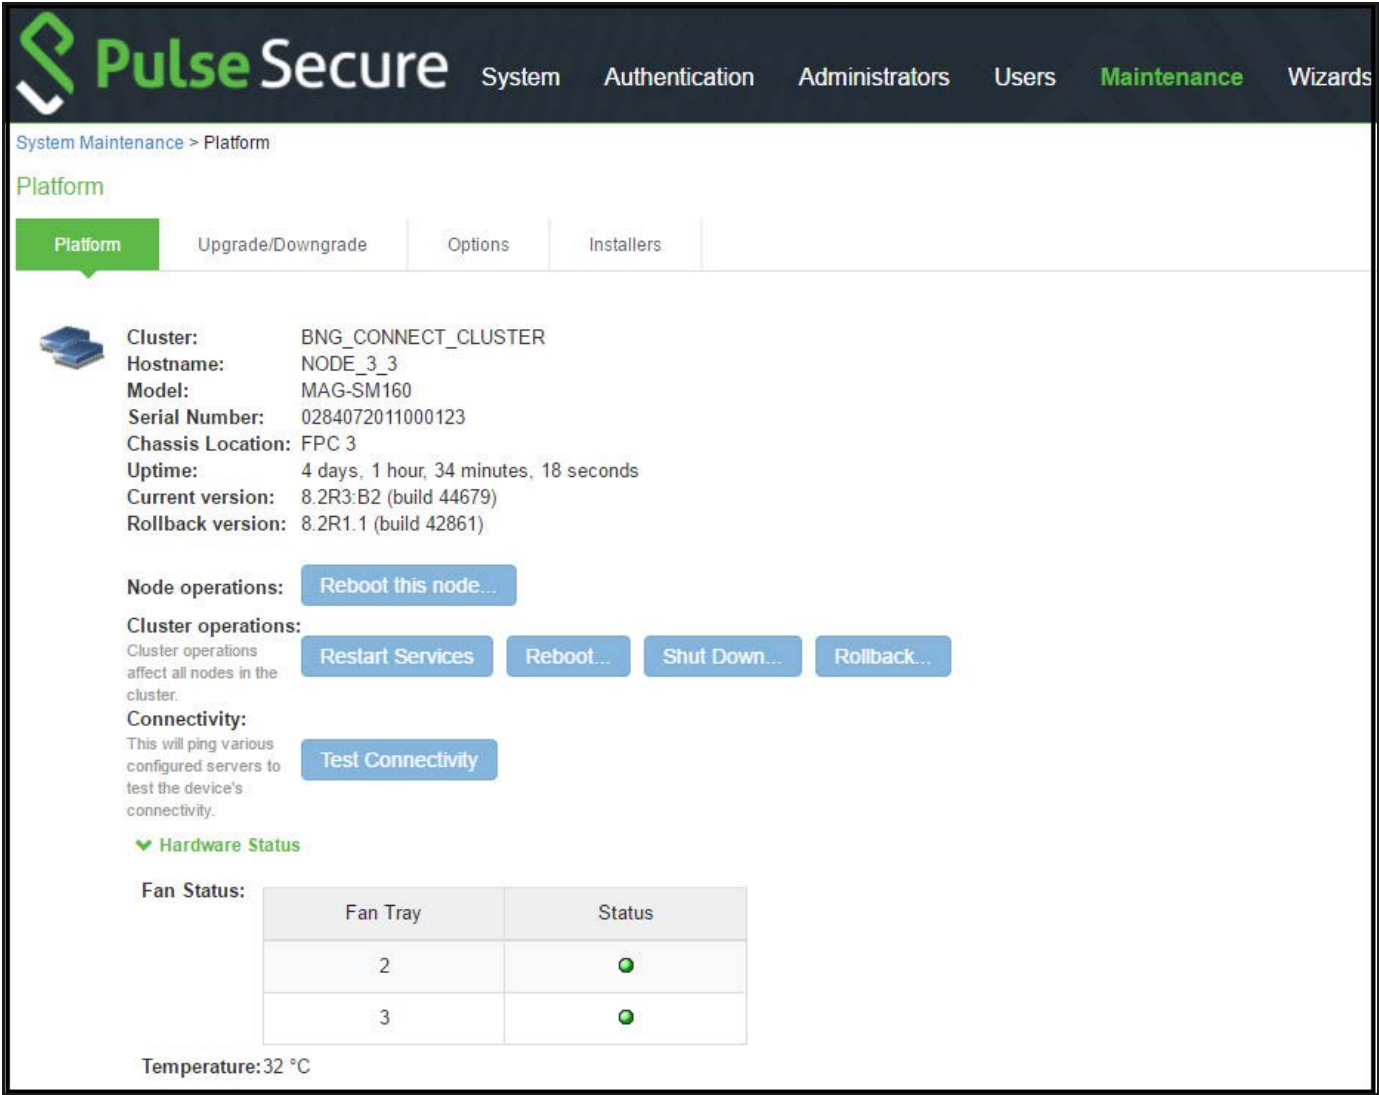 Pulse Secure System Authentication Administrators Users Maintenance Wizards
System Maintenance > Platform
Platform
Platform Upgrade/Downgrade Options Installers
Cluster: BNG_CONNECT_CLUSTER
Hostname: NODE_3_3
Model: MAG-SM160
Serial Number: 0284072011000123
Chassis Location: FPC 3
Uptime: 4 days, 1 hour, 34 minutes, 18 seconds
Current version: 8.2R3:B2 (build 44679)
Rollback version: 8.2R1.1 (build 42861)
Node operations: Reboot this node...
Cluster operations:
Cluster operations
affect all nodes in the
cluster.
Restart Services Reboot... Shut Down... Rollback...
Connectivity:
This will ping various
configured servers to
test the device's
connectivity.
Test Connectivity
Hardware Status
Fan Status:
Fan Tray Status
2
3
Temperature: 32 °C